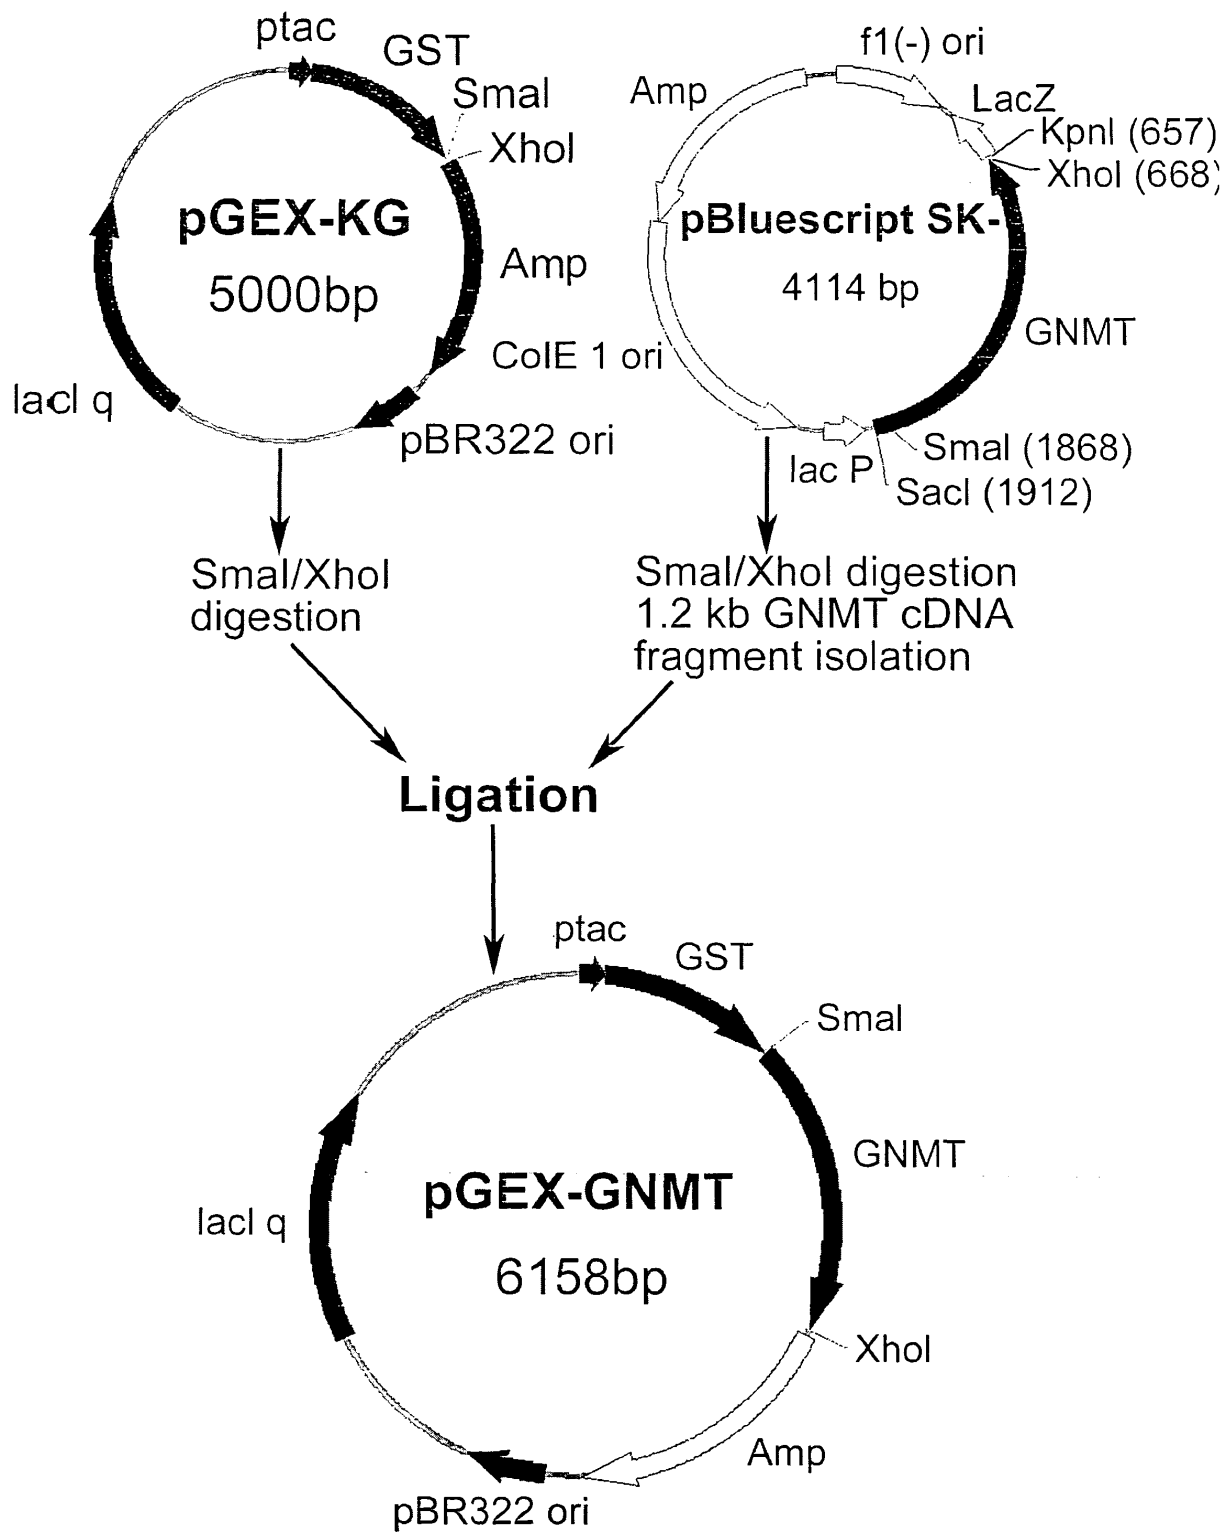 ptac
GST
SmaI
XhoI
pGEX-KG
5000bp
Amp
pBR322 ori
lacI q
f1(-) ori
Amp
LacZ
KpnI (657)
XhoI (668)
pBluescript SK-
4114 bp
GNMT
ColE 1 ori
lac P
SmaI (1868)
SacI (1912)
SmaI/XhoI
digestion
SmaI/XhoI digestion
1.2 kb GNMT cDNA
fragment isolation
Ligation
ptac
GST
SmaI
GNMT
pGEX-GNMT
6158bp
lacI q
XhoI
Amp
pBR322 ori